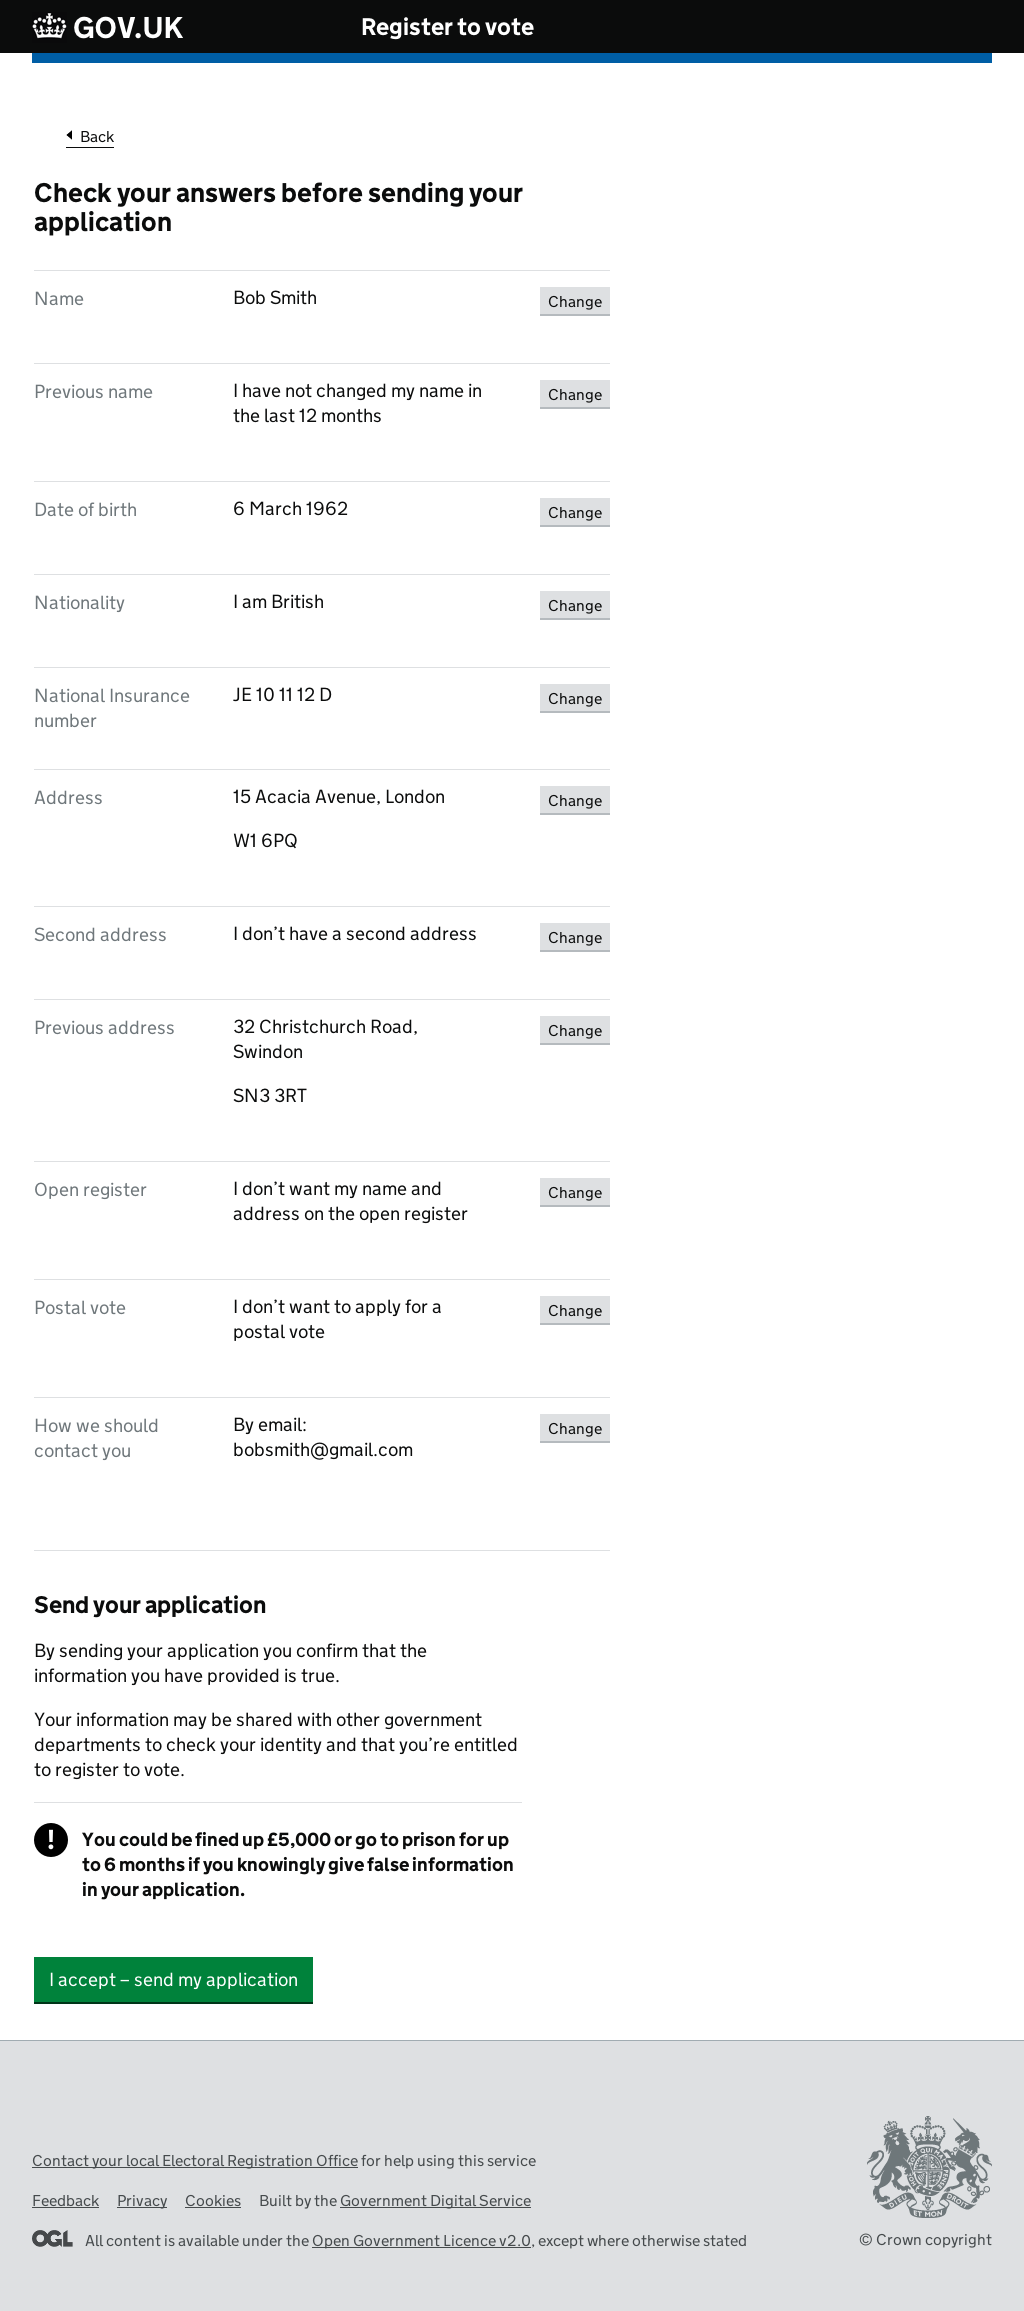 GOV.UK Register to vote
Back
Check your answers before sending your
application
Name Bob Smith Change
Previous name I have not changed my name in Change
the last 12 months
Date of birth 6 March 1962 Change
Nationality I am British Change
National Insurance JE 10 11 12 D Change
number
Address 15 Acacia Avenue, London Change
W1 6PQ
Second address I don’t have a second address Change
Previous address 32 Christchurch Road, Change
Swindon
SN3 3RT
Open register I don’t want my name and Change
address on the open register
Postal vote I don’t want to apply for a Change
postal vote
How we should By email: Change
contact you bobsmith@gmail.com
Send your application
By sending your application you confirm that the
information you have provided is true.
Your information may be shared with other government
departments to check your identity and that you’re entitled
to register to vote.
! You could be fined up £5,000 or go to prison for up
to 6 months if you knowingly give false information
in your application.
I accept – send my application
Contact your local Electoral Registration Office for help using this service
Feedback Privacy Cookies Built by the Government Digital Service
OGL All content is available under the Open Government Licence v2.0, except where otherwise stated
DIEU ET MON DROIT
© Crown copyright